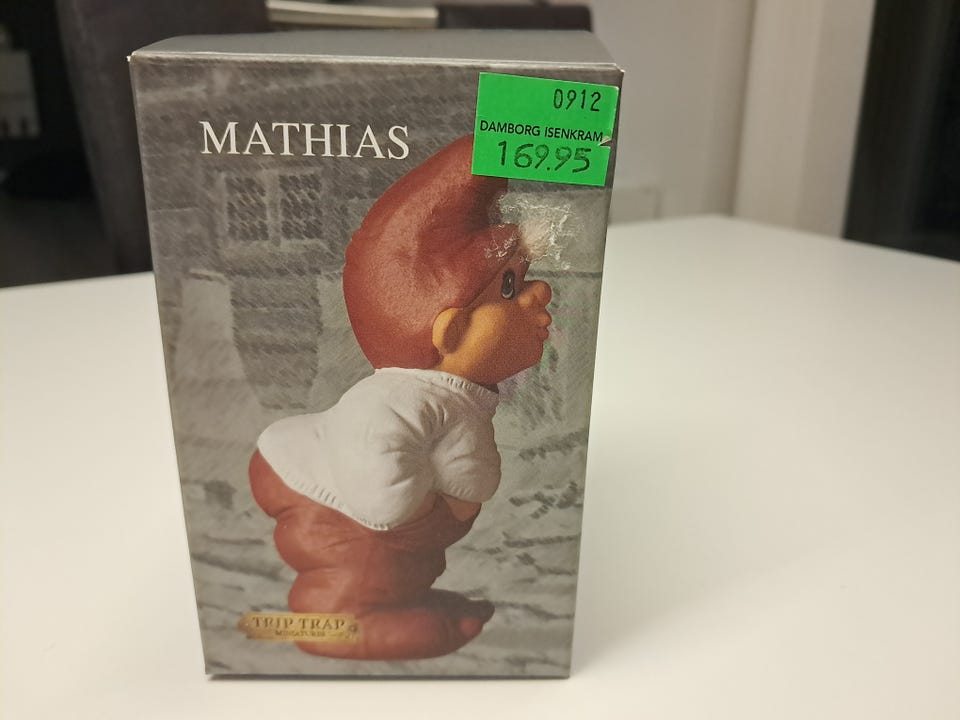 0912
DAMBORG ISENKRAM
169.95
MATHIAS
TRIP TRAP
MINIATURES